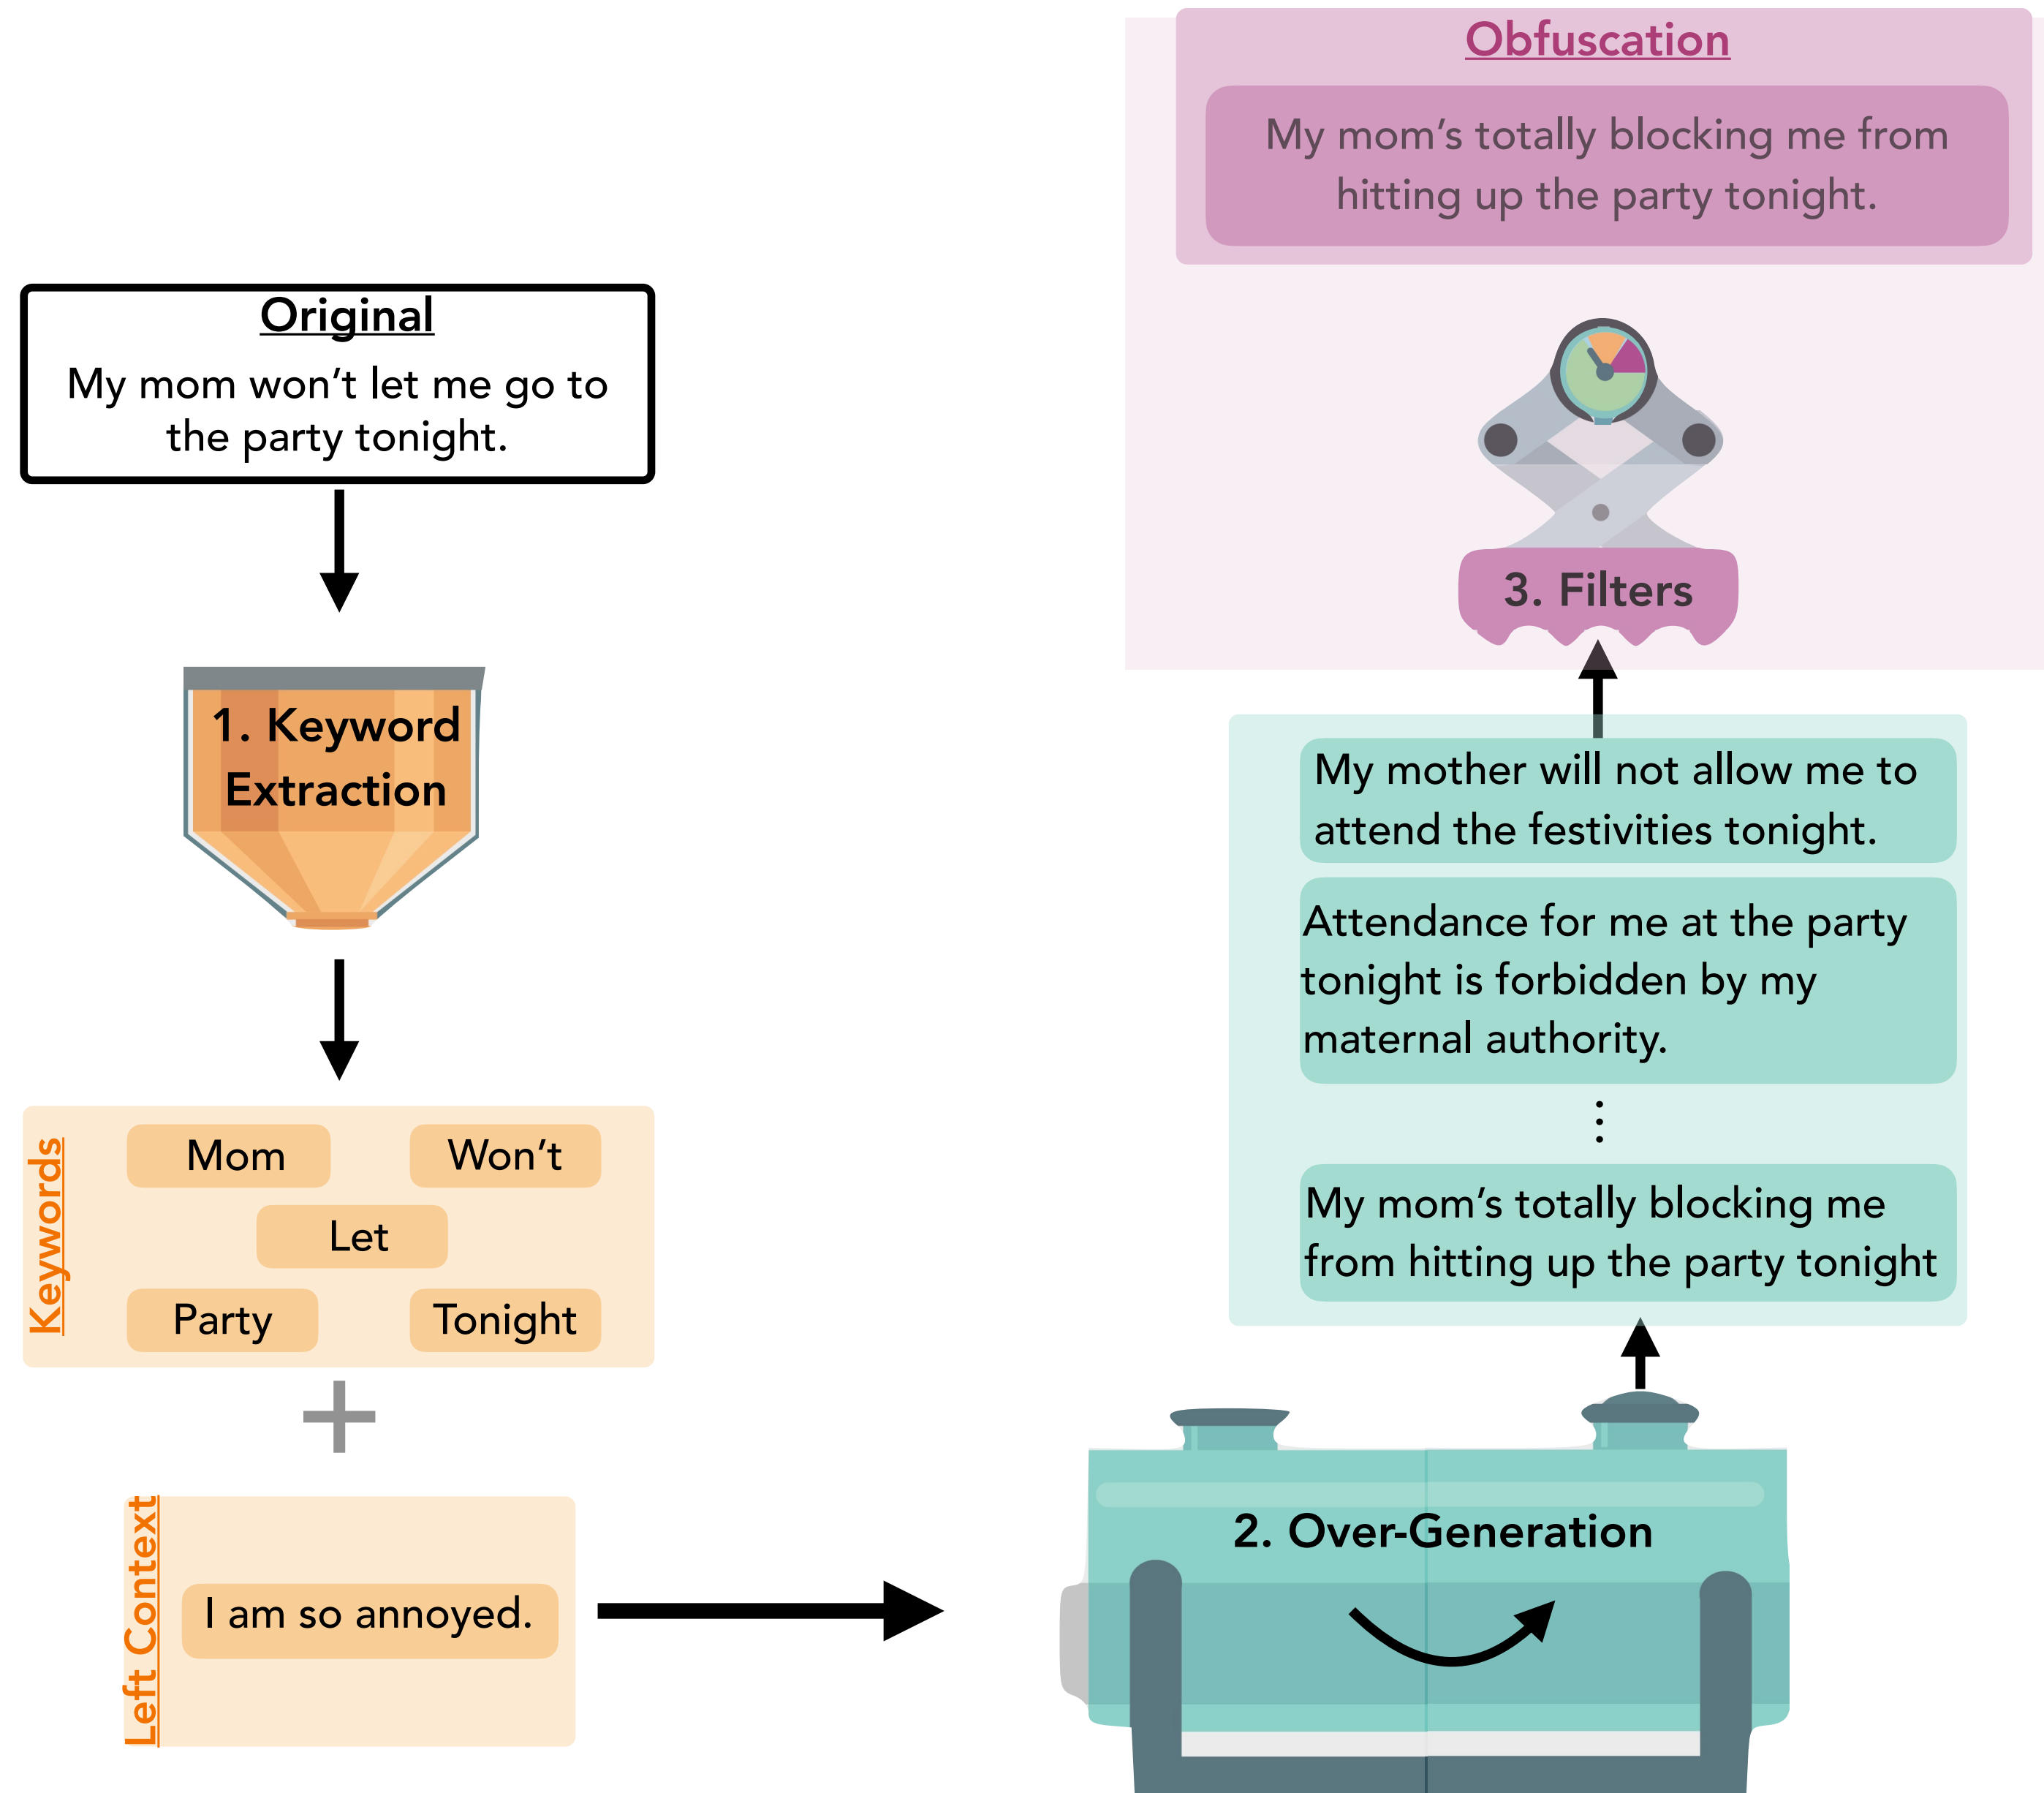 Original
My mom won't let me go to
the party tonight.
1. Keyword
Extraction
Keywords
Mom
Won't
Let
Party
Tonight
+
Left Context
I am so annoyed.
2. Over-Generation
My mother will not allow me to
attend the festivities tonight.
Attendance for me at the party
tonight is forbidden by my
maternal authority.
⋮
My mom's totally blocking me
from hitting up the party tonight
3. Filters
Obfuscation
My mom's totally blocking me from
hitting up the party tonight.